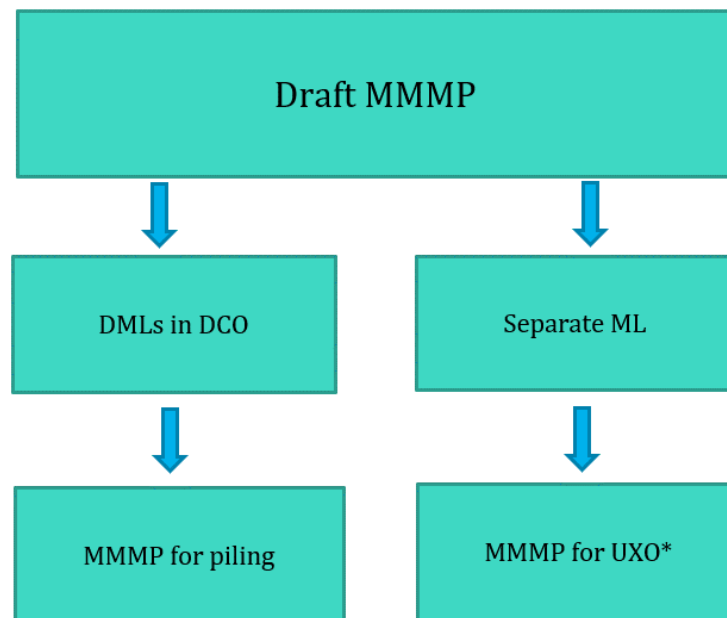 Draft MMMP
DMLs in DCO
Separate ML
MMMP for piling
MMMP for UXO*